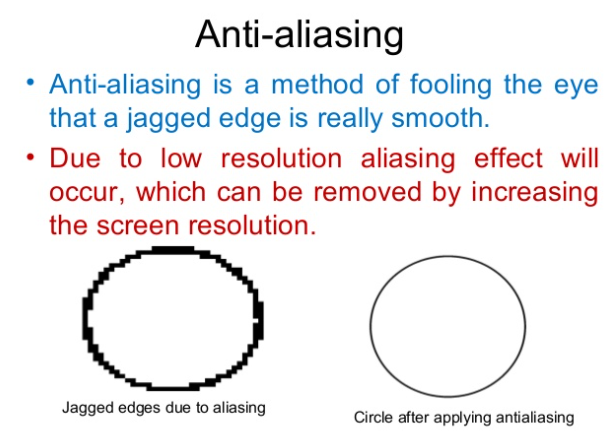 Anti-aliasing
• Anti-aliasing is a method of fooling the eye
that a jagged edge is really smooth.
• Due to low resolution aliasing effect will
occur, which can be removed by increasing
the screen resolution.
Jagged edges due to aliasing
Circle after applying antialiasing